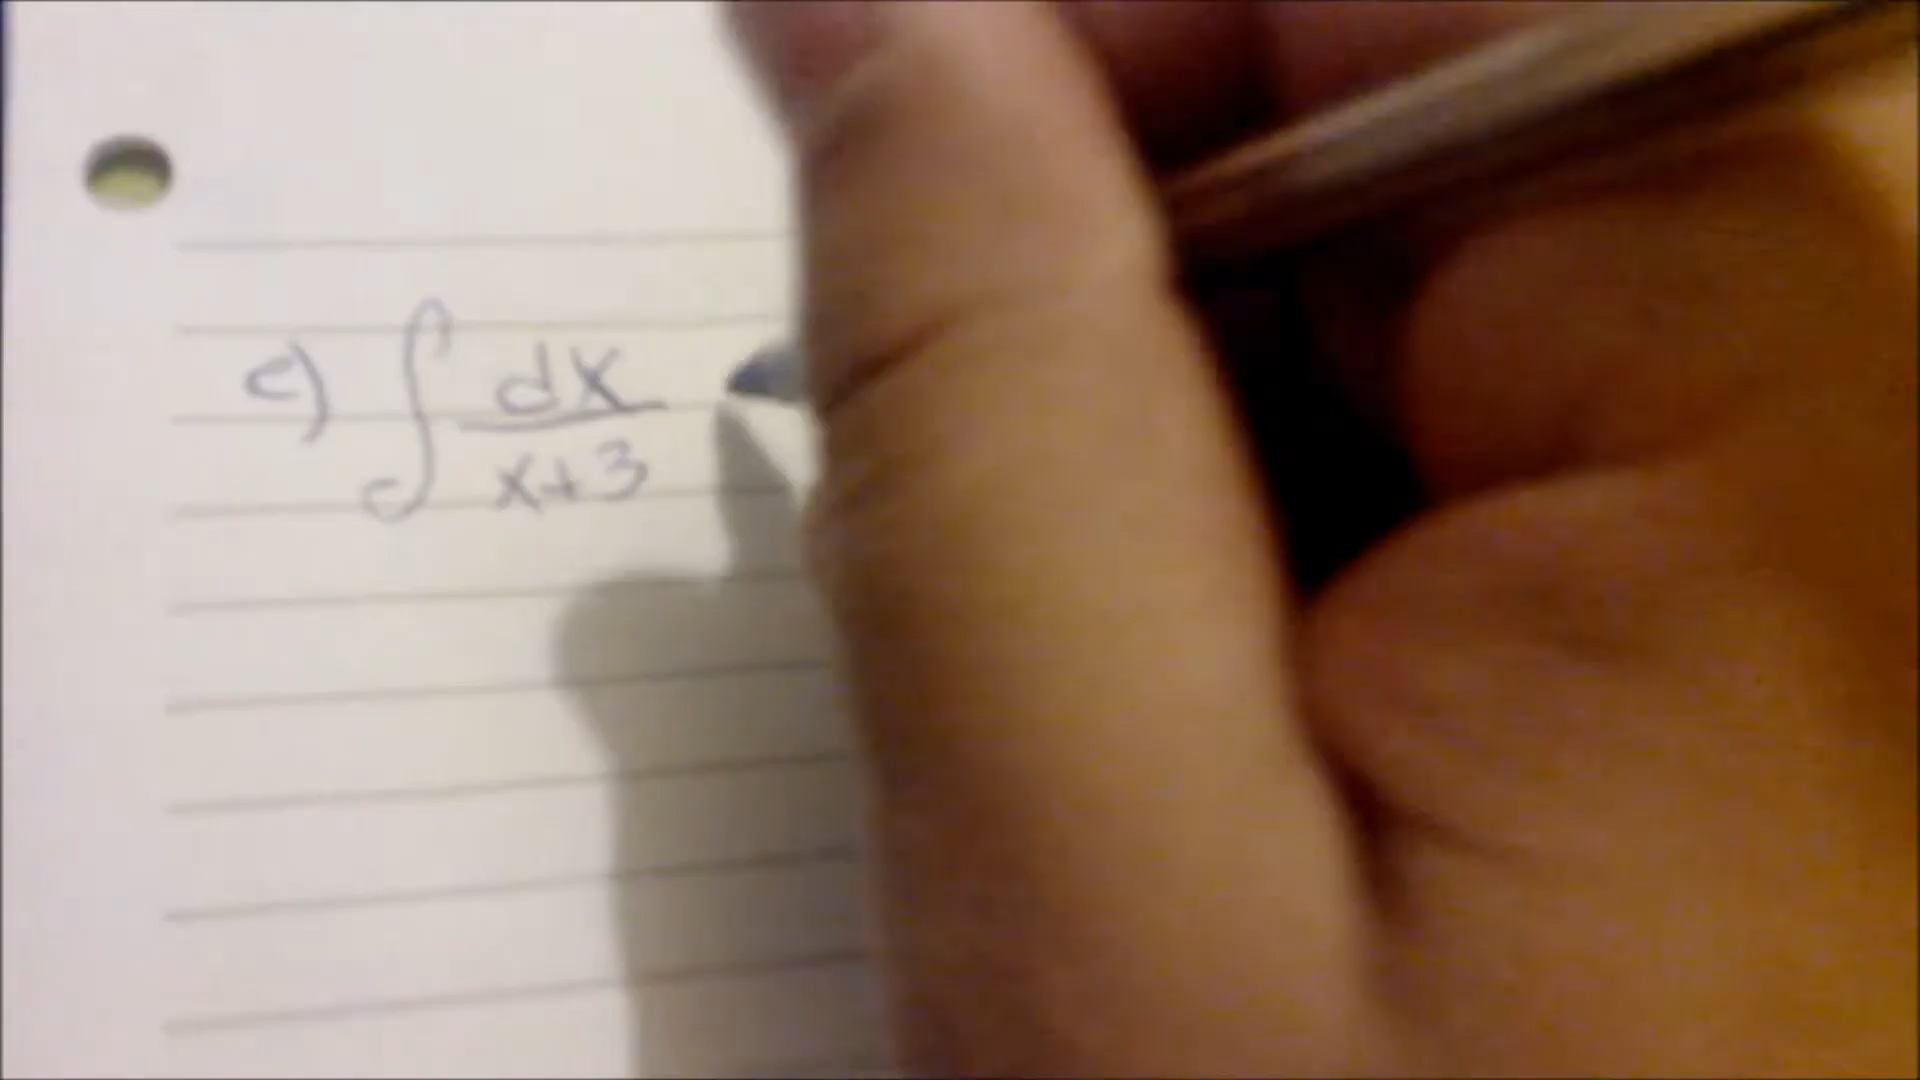 c) ∫ dx
x+3